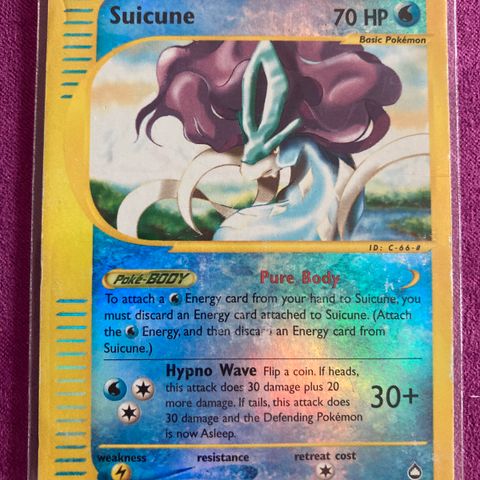 Suicune 70 HP
Basic Pokémon
ID: C-66-#
Poké-BODY Pure Body
To attach a Energy card from your hand to Suicune, you
must discard an Energy card attached to Suicune. (Attach
the Energy, and then discard an Energy card from
Suicune.)
Hypno Wave Flip a coin. If heads,
this attack does 30 damage plus 20
more damage. If tails, this attack does
30 damage and the Defending Pokémon
is now Asleep.
30+
weakness resistance retreat cost